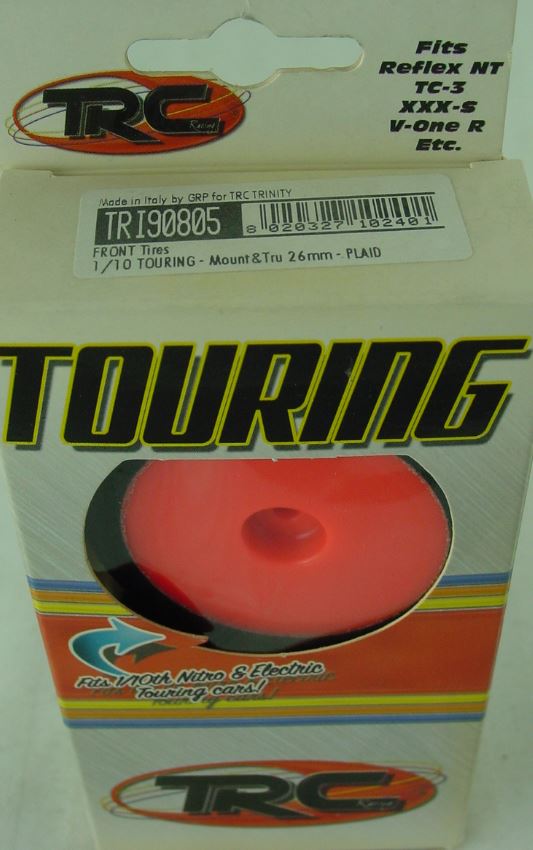 TRC
Racing
Fits
Reflex NT
TC-3
XXX-S
V-One R
Etc.
Made in Italy by GRP for TRC TRINITY
TRI90805
8 020327 102401
FRONT Tires
1/10 TOURING - Mount&Tru 26mm - PLAID
TOURING
Fits 1/10th Nitro & Electric
Touring cars!
TRC
Racing